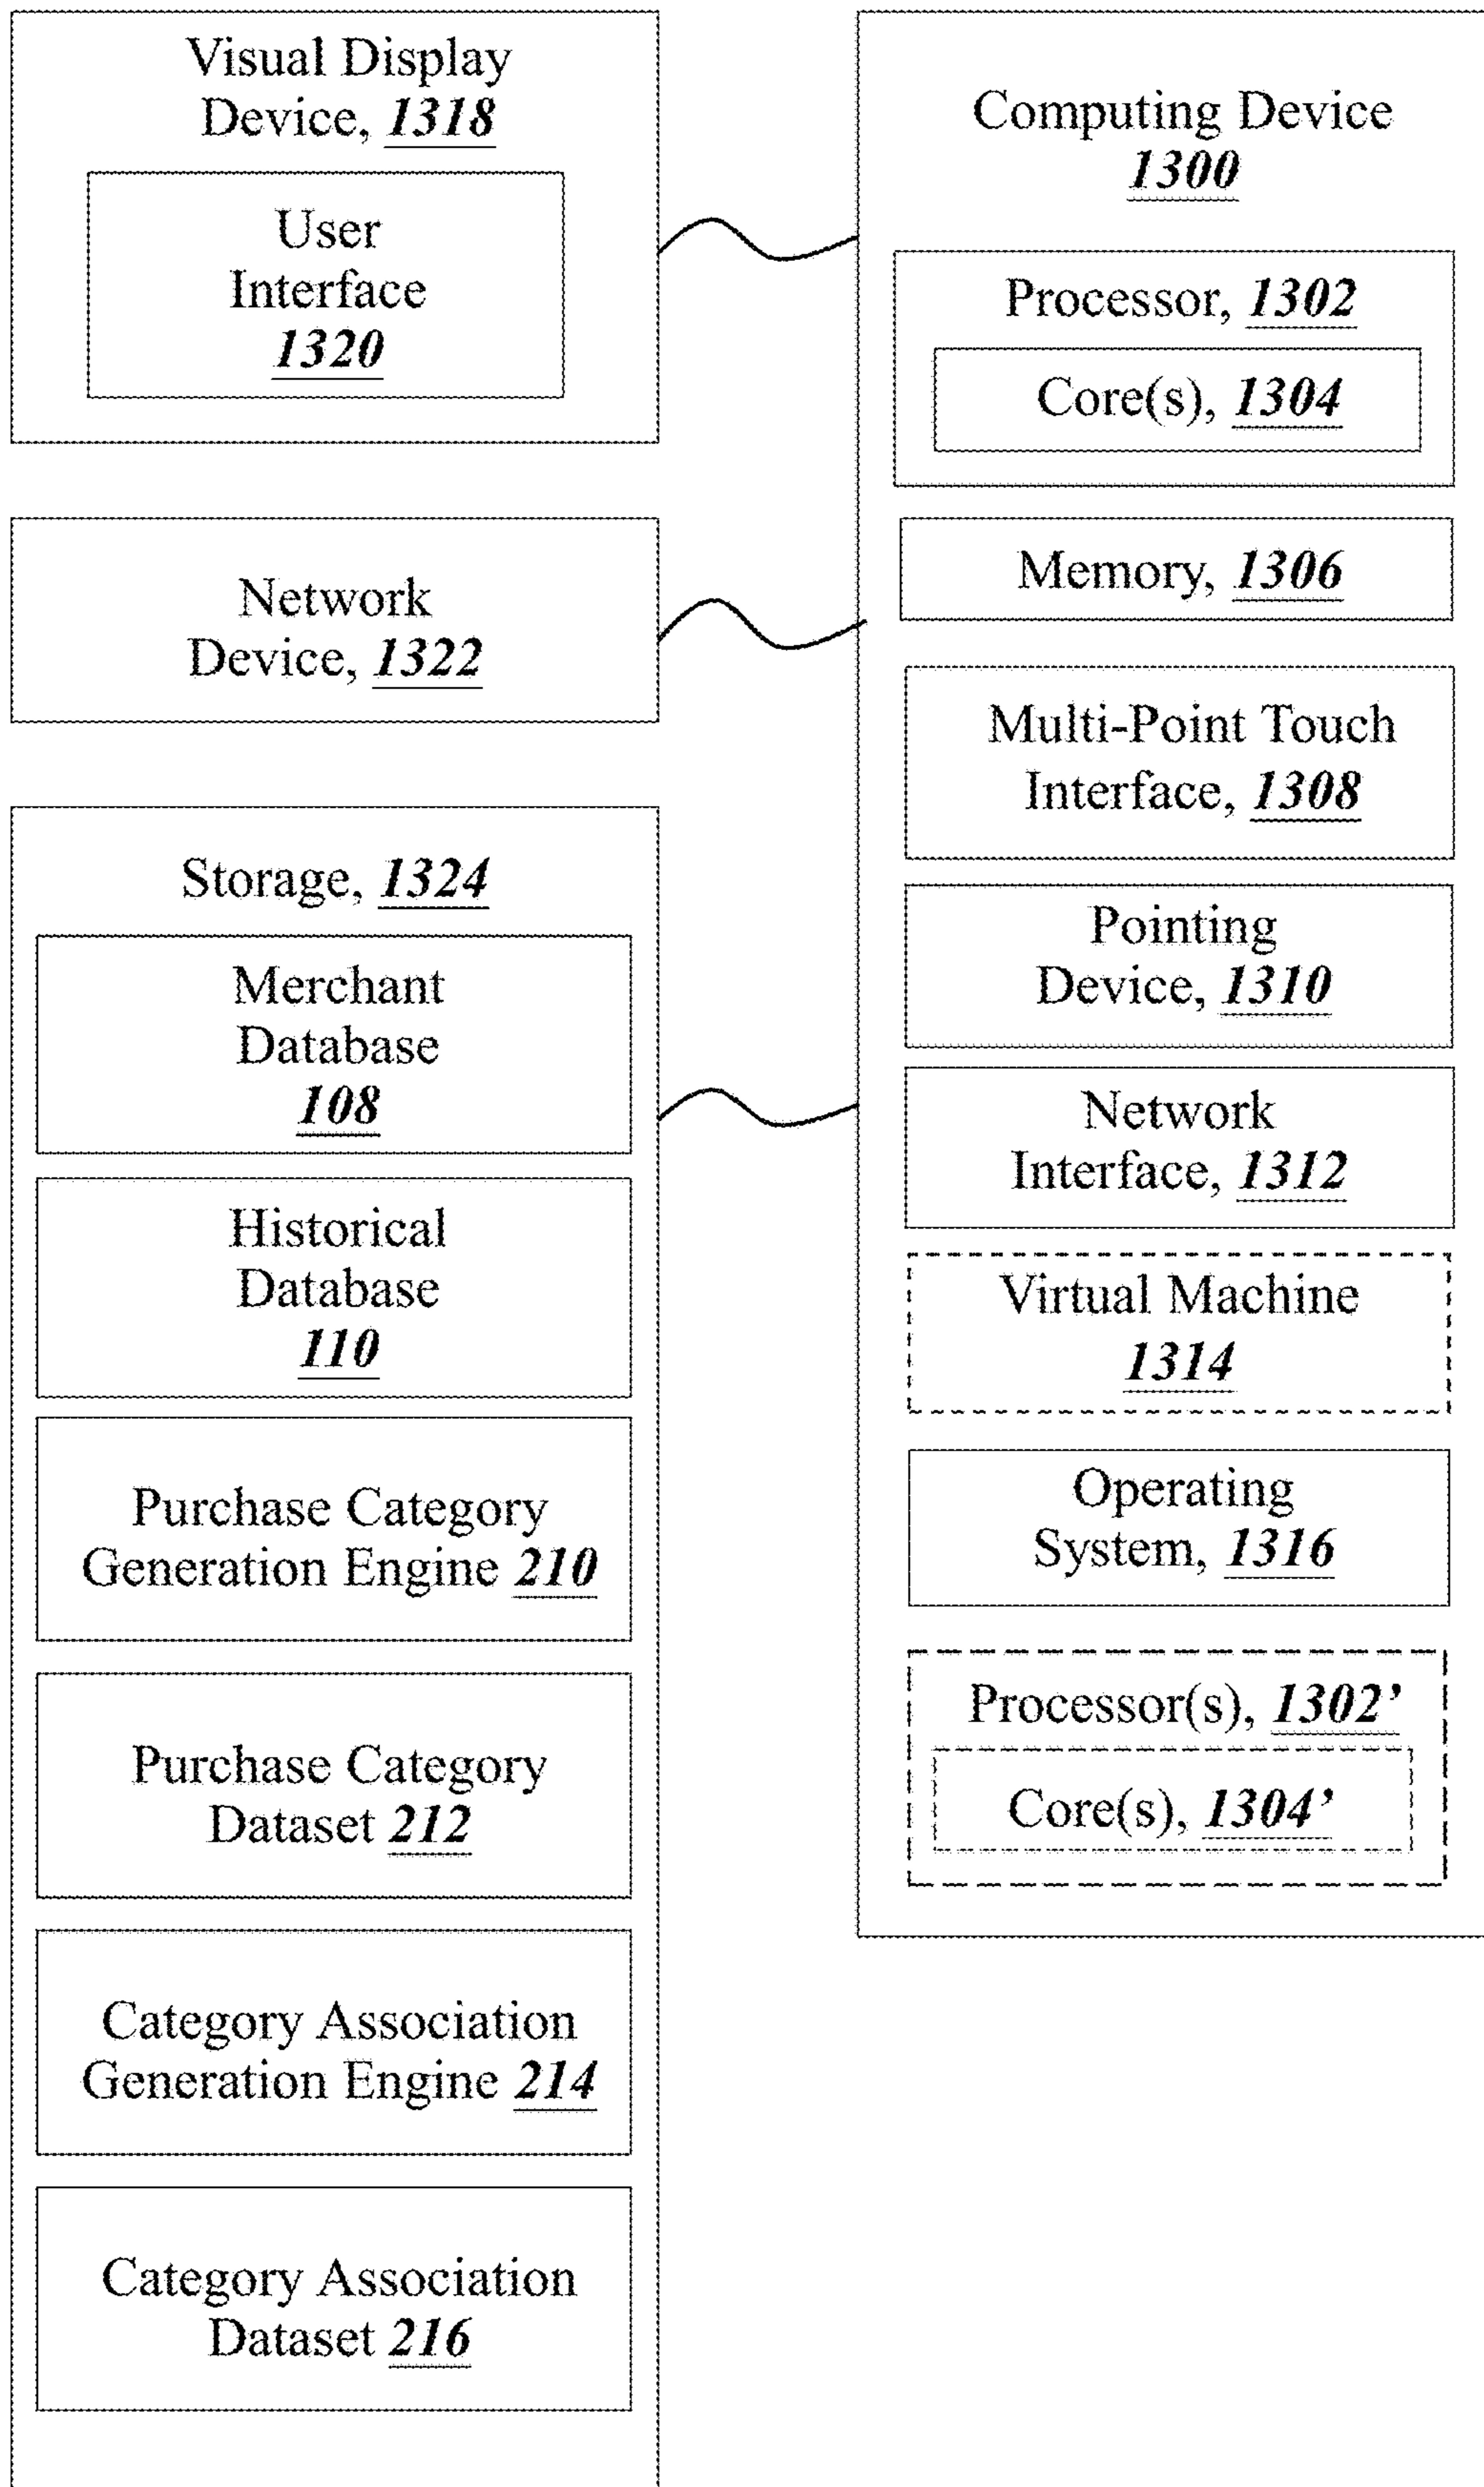 Visual Display
Device, 1318
User
Interface
1320
Network
Device, 1322
Storage, 1324
Merchant
Database
108
Historical
Database
110
Purchase Category
Generation Engine 210
Purchase Category
Dataset 212
Category Association
Generation Engine 214
Category Association
Dataset 216
Computing Device
1300
Processor, 1302
Core(s), 1304
Memory, 1306
Multi-Point Touch
Interface, 1308
Pointing
Device, 1310
Network
Interface, 1312
Virtual Machine
1314
Operating
System, 1316
Processor(s), 1302’
Core(s), 1304’